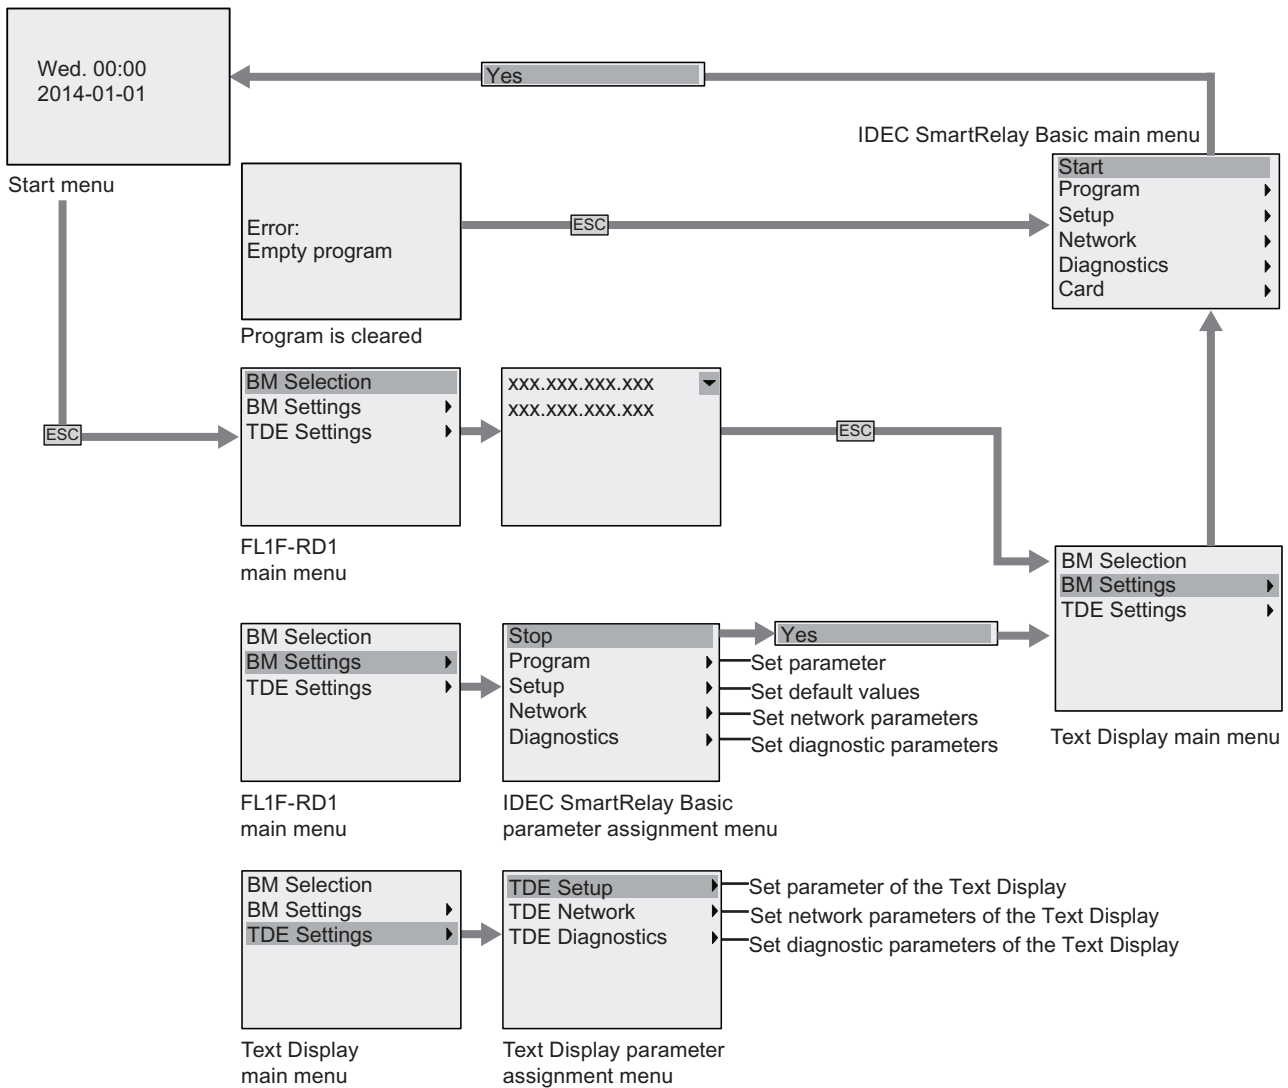 Wed. 00:00
2014-01-01
Start menu
Yes
IDEC SmartRelay Basic main menu
Start
Program
Setup
Network
Diagnostics
Card
Error:
Empty program
Program is cleared
ESC
ESC
BM Selection
BM Settings
TDE Settings
FL1F-RD1
main menu
xxx.xxx.xxx.xxx
xxx.xxx.xxx.xxx
ESC
BM Selection
BM Settings
TDE Settings
Text Display main menu
BM Selection
BM Settings
TDE Settings
FL1F-RD1
main menu
Stop
Program
Setup
Network
Diagnostics
IDEC SmartRelay Basic
parameter assignment menu
Yes
Set parameter
Set default values
Set network parameters
Set diagnostic parameters
BM Selection
BM Settings
TDE Settings
Text Display
main menu
TDE Setup
TDE Network
TDE Diagnostics
Text Display parameter
assignment menu
Set parameter of the Text Display
Set network parameters of the Text Display
Set diagnostic parameters of the Text Display